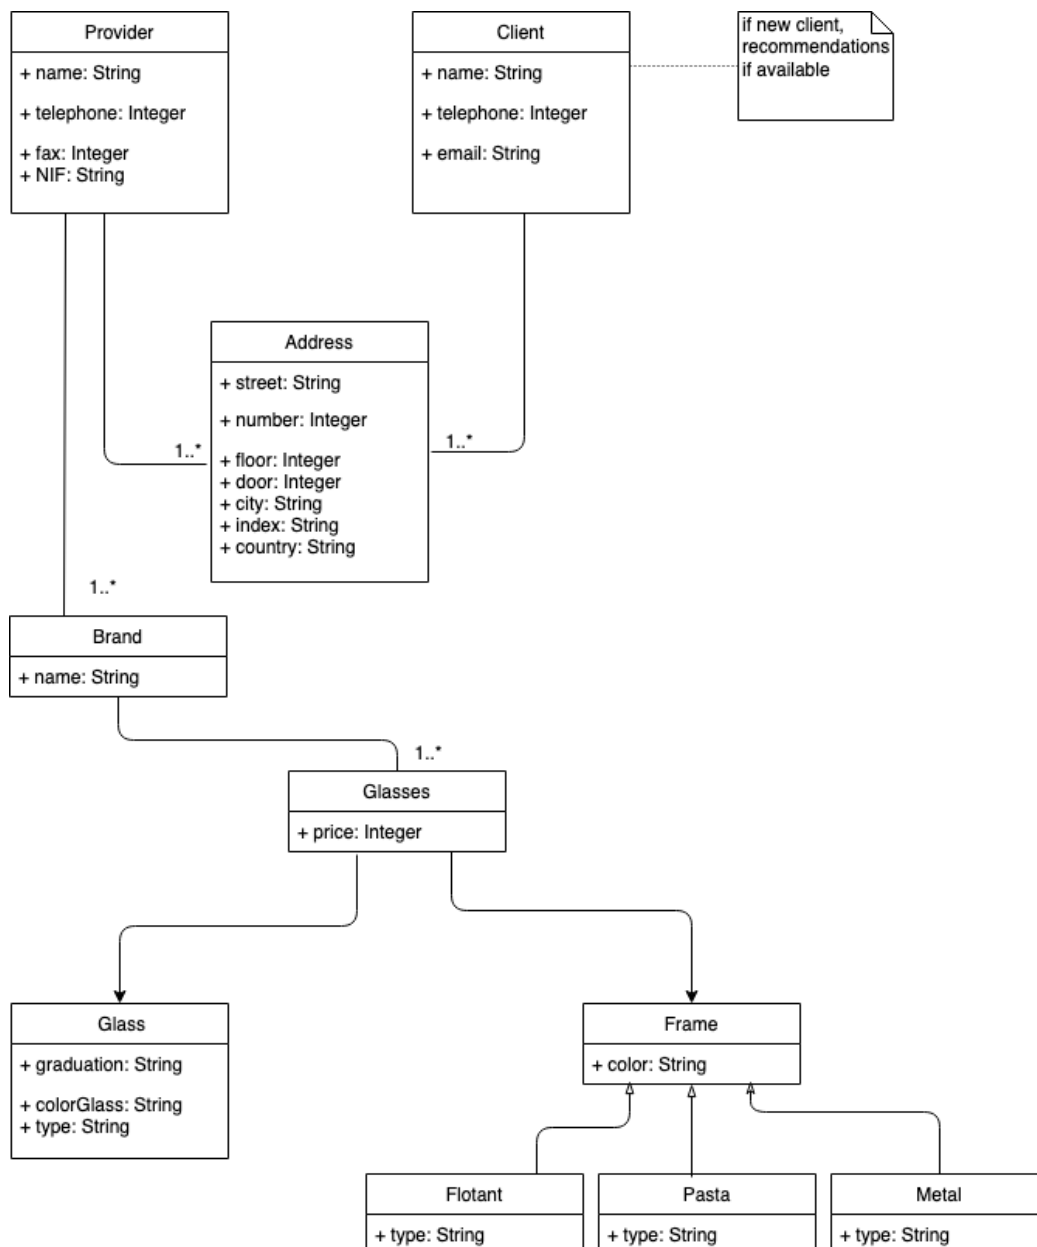 Provider
+ name: String
+ telephone: Integer
+ fax: Integer
+ NIF: String
Client
+ name: String
+ telephone: Integer
+ email: String
if new client,
recommendations
if available
Address
+ street: String
+ number: Integer
+ floor: Integer
+ door: Integer
+ city: String
+ index: String
+ country: String
1..*
1..*
1..*
Brand
+ name: String
1..*
Glasses
+ price: Integer
Glass
+ graduation: String
+ colorGlass: String
+ type: String
Frame
+ color: String
Flotant
+ type: String
Pasta
+ type: String
Metal
+ type: String